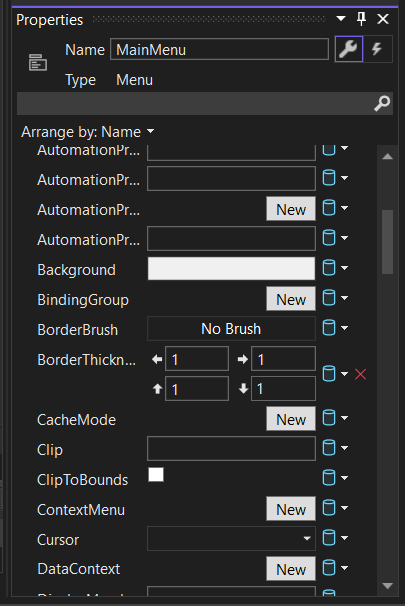 Properties
Name MainMenu
Type Menu
Arrange by: Name
AutomationPr...
AutomationPr...
AutomationPr... New
AutomationPr...
Background
BindingGroup New
BorderBrush No Brush
BorderThickn... 1 1
1 1
CacheMode New
Clip
ClipToBounds
ContextMenu New
Cursor
DataContext New